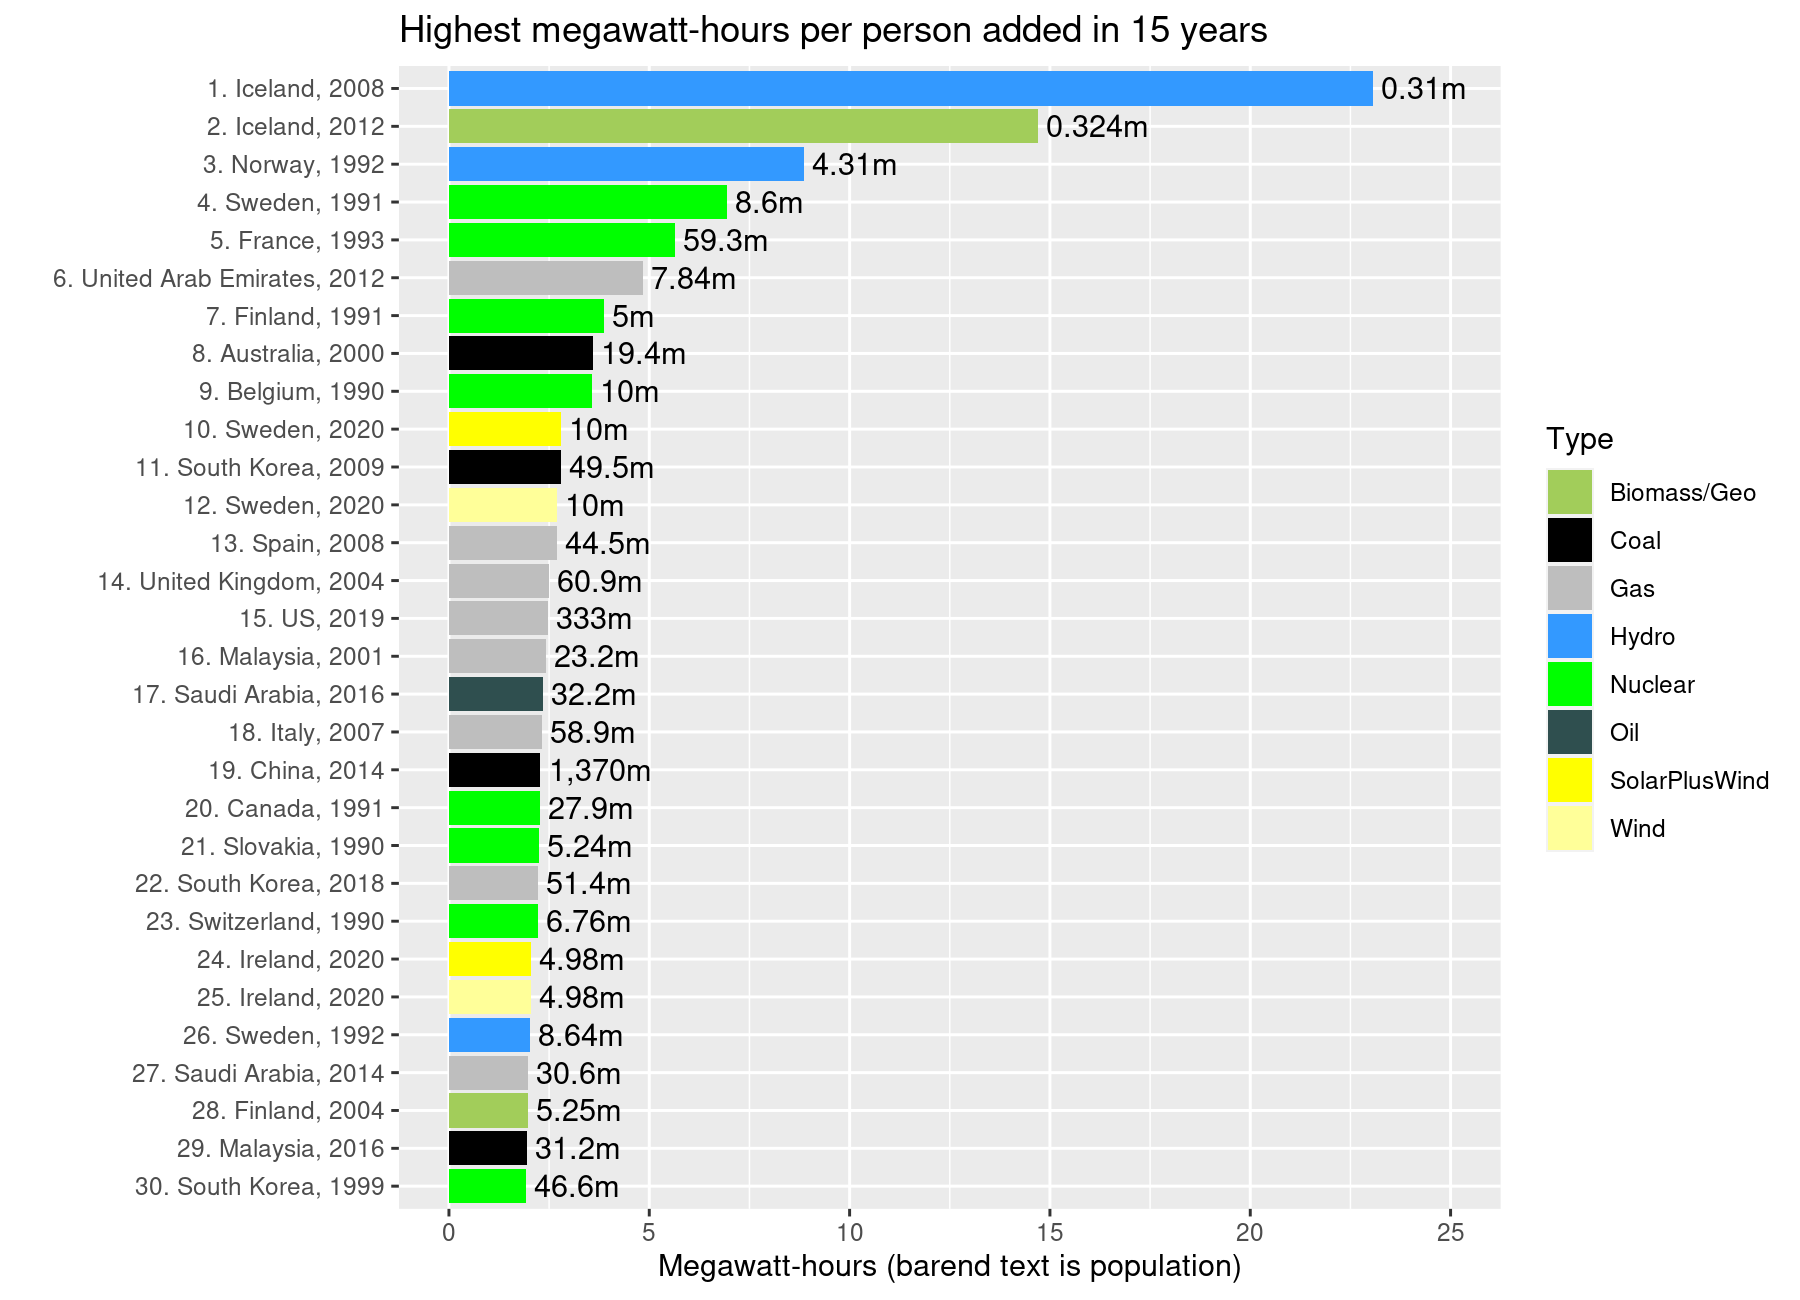 Highest megawatt-hours per person added in 15 years
1. Iceland, 2008 0.31m
2. Iceland, 2012 0.324m
3. Norway, 1992 4.31m
4. Sweden, 1991 8.6m
5. France, 1993 59.3m
6. United Arab Emirates, 2012 7.84m
7. Finland, 1991 5m
8. Australia, 2000 19.4m
9. Belgium, 1990 10m
10. Sweden, 2020 10m
11. South Korea, 2009 49.5m
12. Sweden, 2020 10m
13. Spain, 2008 44.5m
14. United Kingdom, 2004 60.9m
15. US, 2019 333m
16. Malaysia, 2001 23.2m
17. Saudi Arabia, 2016 32.2m
18. Italy, 2007 58.9m
19. China, 2014 1,370m
20. Canada, 1991 27.9m
21. Slovakia, 1990 5.24m
22. South Korea, 2018 51.4m
23. Switzerland, 1990 6.76m
24. Ireland, 2020 4.98m
25. Ireland, 2020 4.98m
26. Sweden, 1992 8.64m
27. Saudi Arabia, 2014 30.6m
28. Finland, 2004 5.25m
29. Malaysia, 2016 31.2m
30. South Korea, 1999 46.6m
0 5 10 15 20 25
Megawatt-hours (barend text is population)
Type
Biomass/Geo
Coal
Gas
Hydro
Nuclear
Oil
SolarPlusWind
Wind